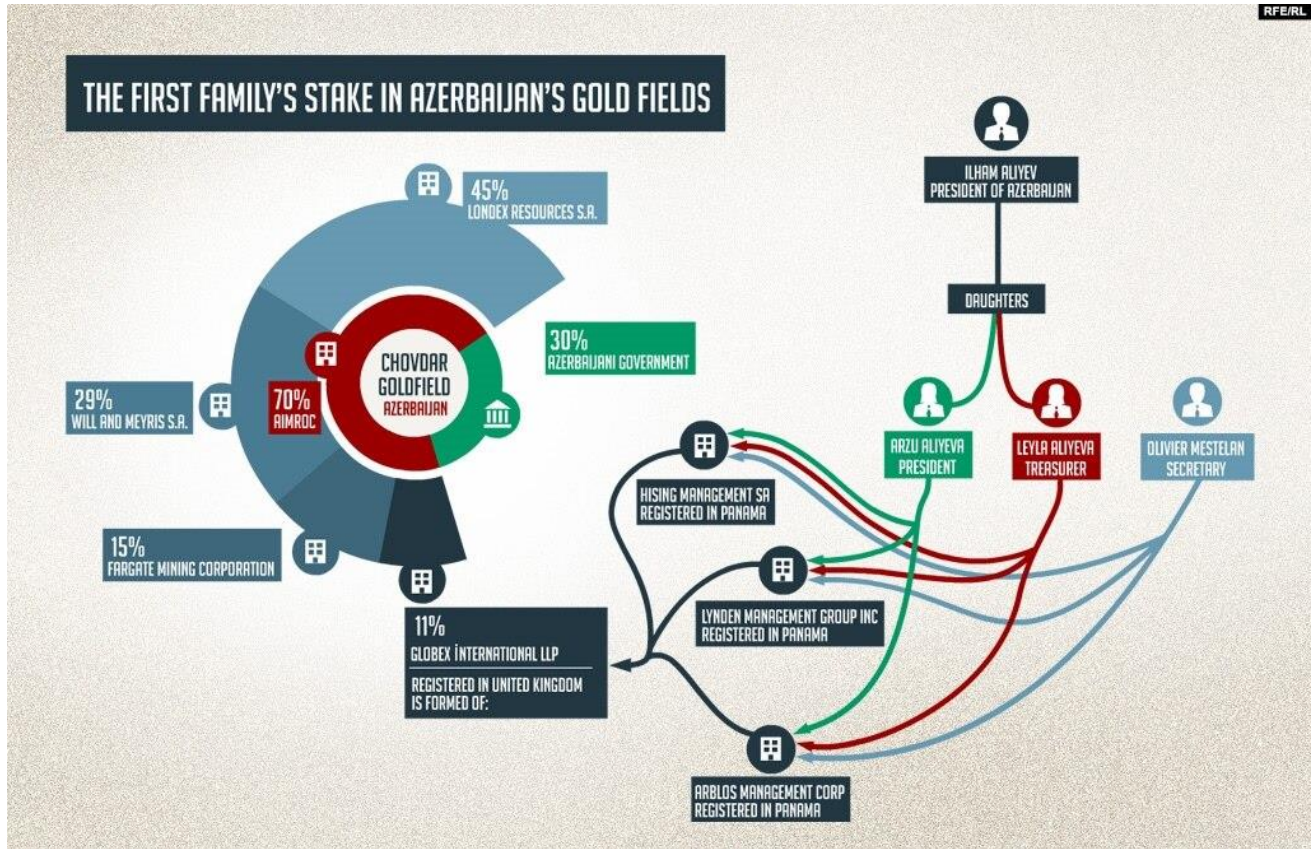 RFE/RL
THE FIRST FAMILY'S STAKE IN AZERBAIJAN'S GOLD FIELDS
45%
LONDEX RESOURCES S.A.
30%
AZERBAIJANI GOVERNMENT
CHOVDAR
GOLDFIELD
AZERBAIJAN
70%
AIMROC
29%
WILL AND MEYRIS S.A.
15%
FARGATE MINING CORPORATION
11%
GLOBEX İNTERNATIONAL LLP
REGISTERED IN UNITED KINGDOM
IS FORMED OF:
ILHAM ALIYEV
PRESIDENT OF AZERBAIJAN
DAUGHTERS
ARZU ALIYEVA
PRESIDENT
LEYLA ALIYEVA
TREASURER
OLIVIER MESTELAN
SECRETARY
HISING MANAGEMENT SA
REGISTERED IN PANAMA
LYNDEN MANAGEMENT GROUP INC
REGISTERED IN PANAMA
ARBLOS MANAGEMENT CORP
REGISTERED IN PANAMA